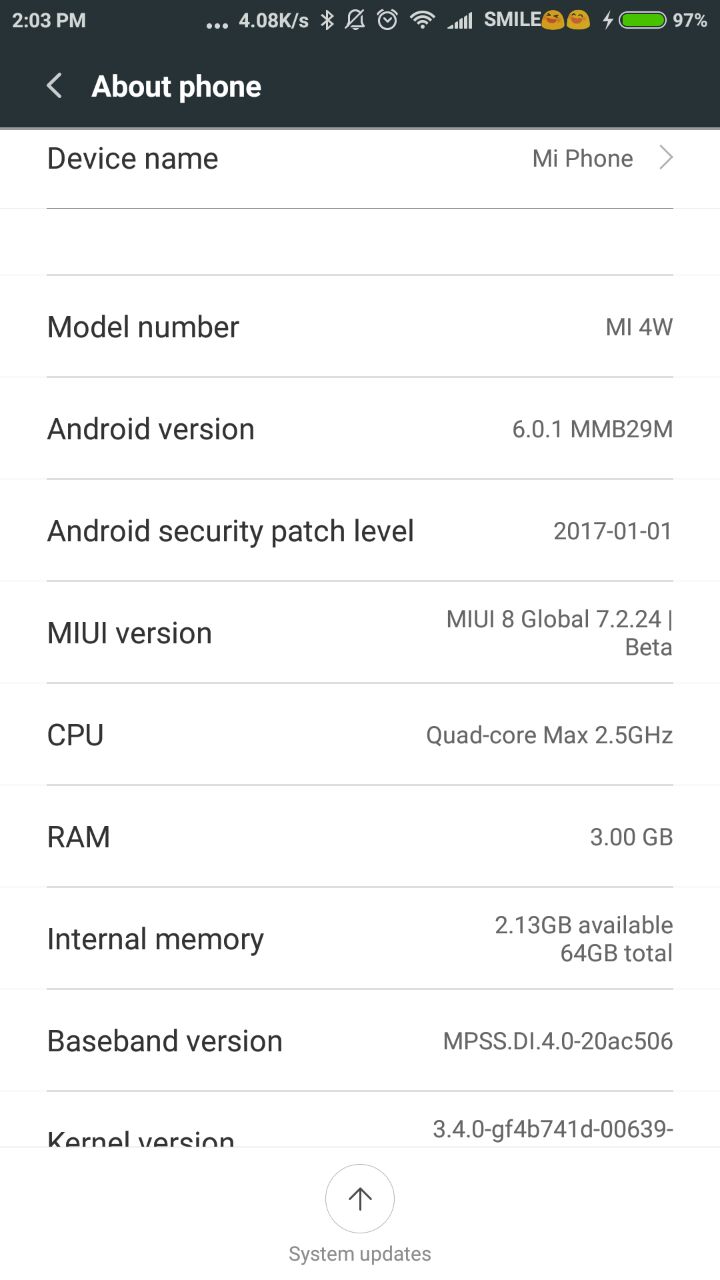 2:03 PM ... 4.08K/s SMILE😆😄 97%
About phone
Device name Mi Phone
Model number MI 4W
Android version 6.0.1 MMB29M
Android security patch level 2017-01-01
MIUI version MIUI 8 Global 7.2.24 |
Beta
CPU Quad-core Max 2.5GHz
RAM 3.00 GB
Internal memory 2.13GB available
64GB total
Baseband version MPSS.DI.4.0-20ac506
Kernel version 3.4.0-gf4b741d-00639-
System updates